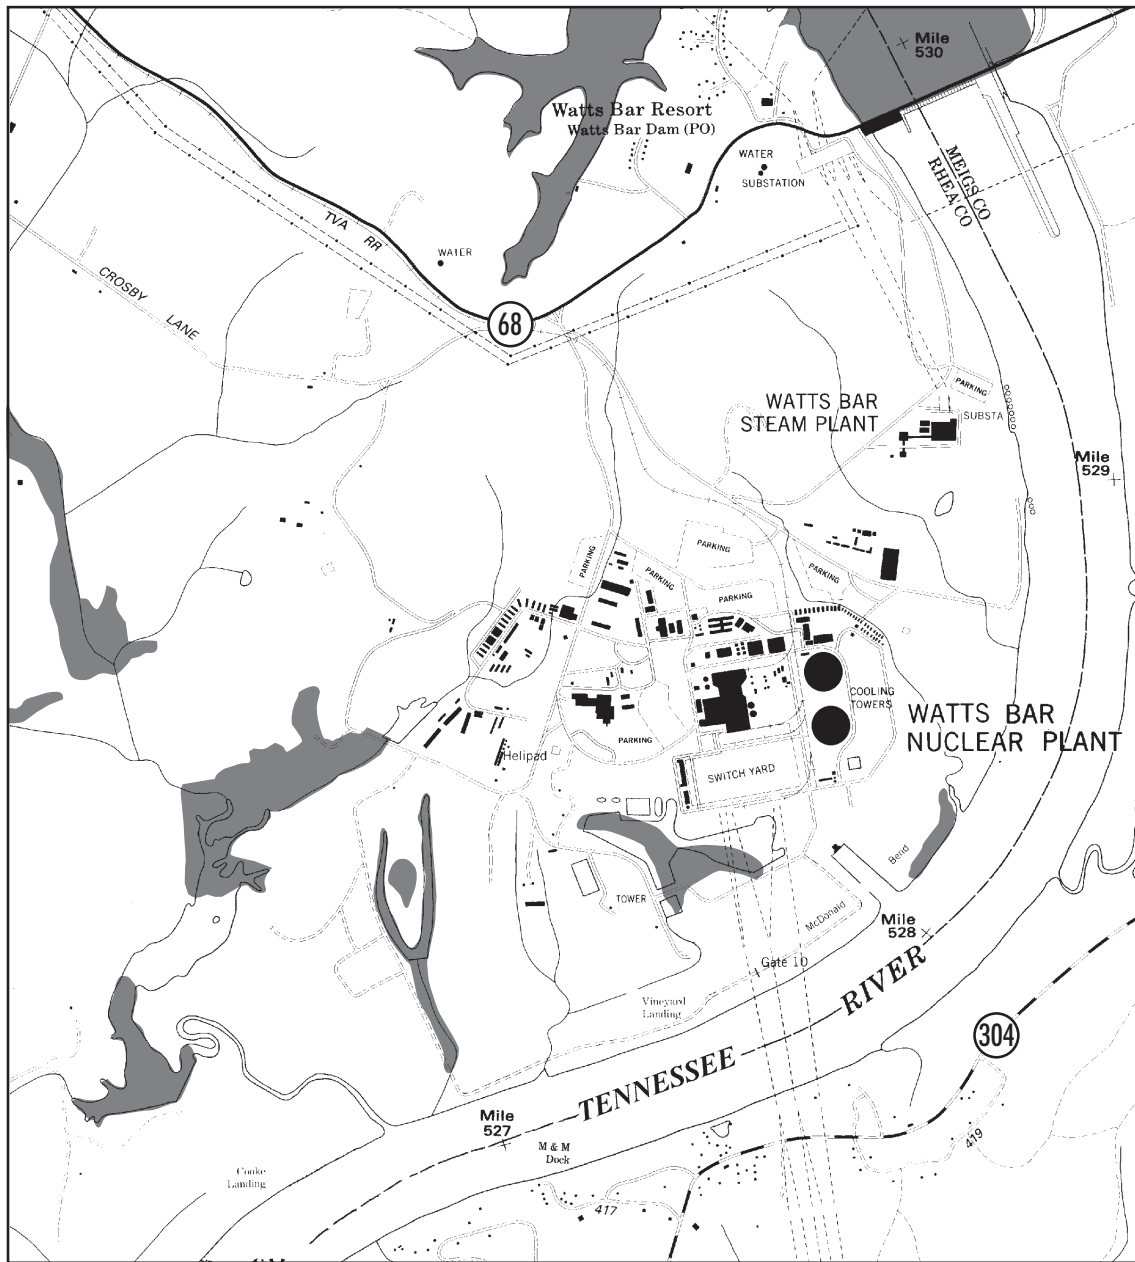 Mile
530
Watts Bar Resort
Watts Bar Dam (PO)
WATER
SUBSTATION
MEIGS CO
RHEA CO
TVA RR
WATER
CROSBY LANE
68
WATTS BAR
STEAM PLANT
PARKING
SUBSTA
Mile
529
PARKING
PARKING
PARKING
PARKING
PARKING
COOLING
TOWERS
WATTS BAR
NUCLEAR PLANT
PARKING
Helipad
SWITCH YARD
Bend
TOWER
McDonald
Mile
528
Gate 10
Vineyard
Landing
RIVER
304
TENNESSEE
Mile
527
M & M
Dock
419
Cooke
Landing
417